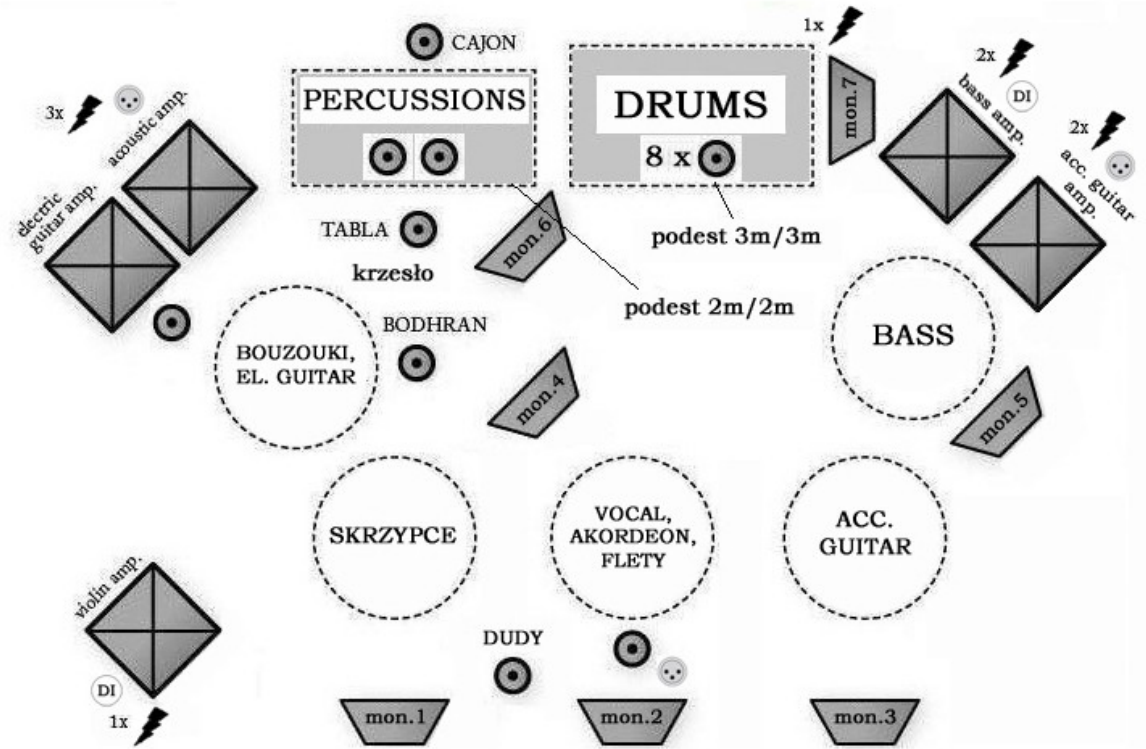 1x
CAJON
2x
PERCUSSIONS
DRUMS
mon.7
bass amp.
DI
3x
acoustic amp.
2x
8 x
acc. guitar
amp.
electric
guitar amp.
TABLA
mon.6
podest 3m/3m
krzesło
podest 2m/2m
BODHRAN
BOUZOUKI,
EL. GUITAR
BASS
mon.4
mon.5
SKRZYPCE
VOCAL,
AKORDEON,
FLETY
ACC.
GUITAR
violin amp.
DUDY
DI
1x
mon.1
mon.2
mon.3